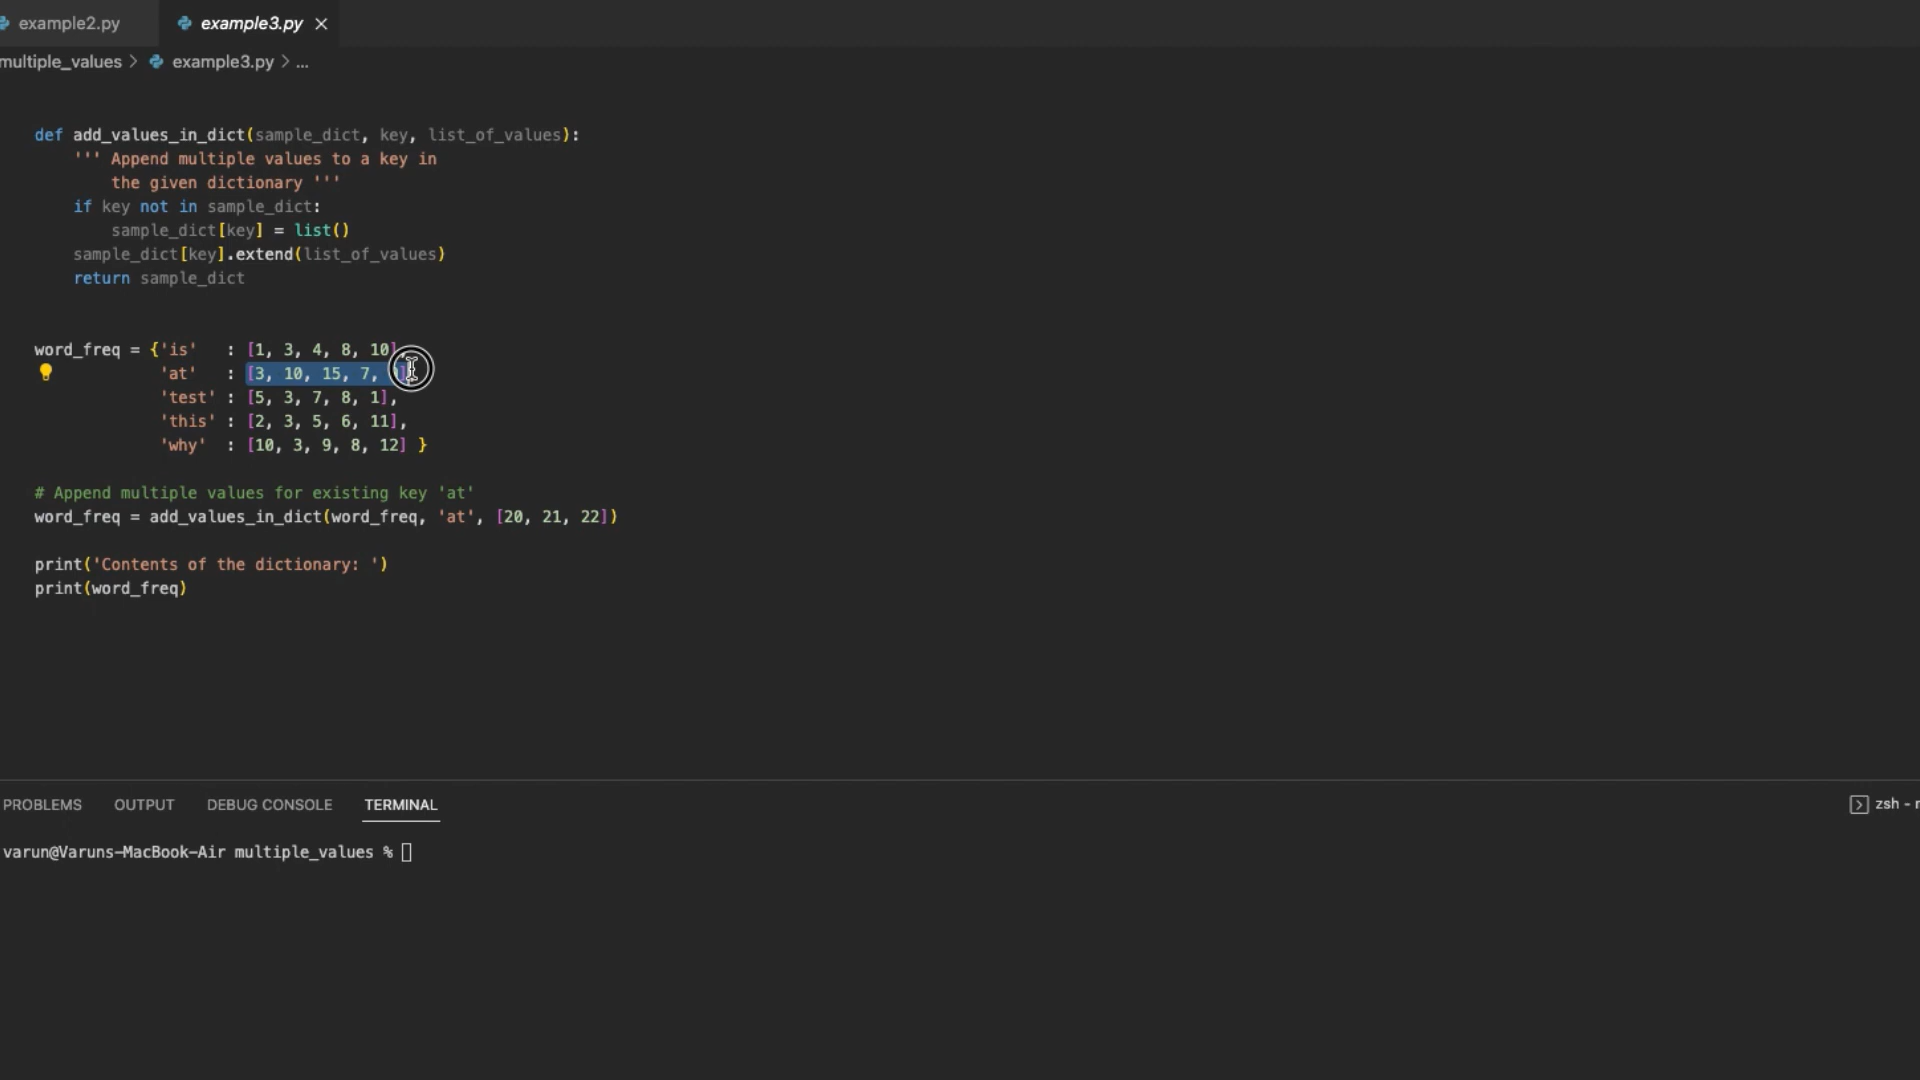 example2.py
example3.py
multiple_values > example3.py > ...
def add_values_in_dict(sample_dict, key, list_of_values):
    ''' Append multiple values to a key in
        the given dictionary '''
    if key not in sample_dict:
        sample_dict[key] = list()
    sample_dict[key].extend(list_of_values)
    return sample_dict
word_freq = {'is'   : [1, 3, 4, 8, 10],
             'at'   : [3, 10, 15, 7, ]
             'test' : [5, 3, 7, 8, 1],
             'this' : [2, 3, 5, 6, 11],
             'why'  : [10, 3, 9, 8, 12] }
# Append multiple values for existing key 'at'
word_freq = add_values_in_dict(word_freq, 'at', [20, 21, 22])
print('Contents of the dictionary: ')
print(word_freq)
PROBLEMS OUTPUT DEBUG CONSOLE TERMINAL
zsh -
varun@Varuns-MacBook-Air multiple_values %